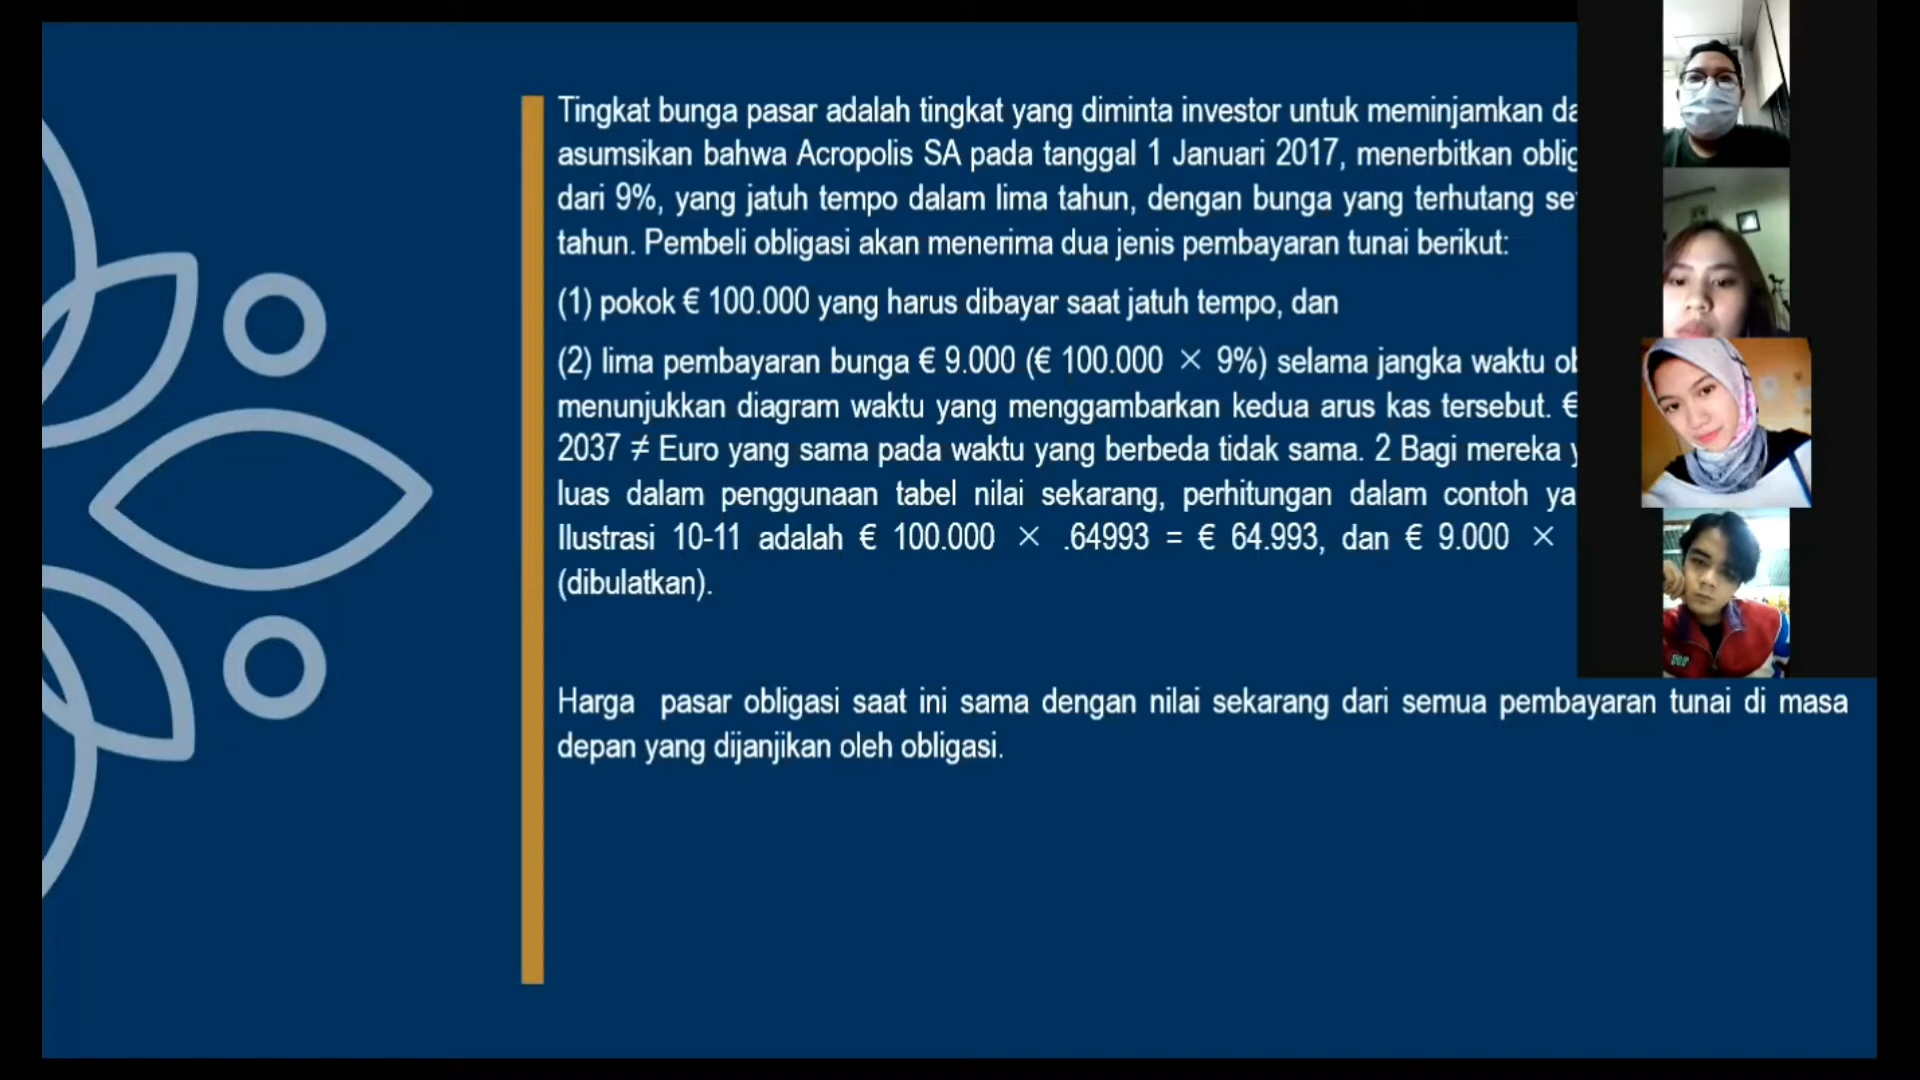 Tingkat bunga pasar adalah tingkat yang diminta investor untuk meminjamkan
asumsikan bahwa Acropolis SA pada tanggal 1 Januari 2017, menerbitkan
dari 9%, yang jatuh tempo dalam lima tahun, dengan bunga yang terhutang
tahun. Pembeli obligasi akan menerima dua jenis pembayaran tunai berikut:
(1) pokok € 100.000 yang harus dibayar saat jatuh tempo, dan
(2) lima pembayaran bunga € 9.000 (€ 100.000 × 9%) selama jangka waktu
menunjukkan diagram waktu yang menggambarkan kedua arus kas tersebut. €
2037 ≠ Euro yang sama pada waktu yang berbeda tidak sama. 2 Bagi mereka
luas dalam penggunaan tabel nilai sekarang, perhitungan dalam contoh
Ilustrasi 10-11 adalah € 100.000 × .64993 = € 64.993, dan € 9.000 ×
(dibulatkan).
Harga pasar obligasi saat ini sama dengan nilai sekarang dari semua pembayaran tunai di masa
depan yang dijanjikan oleh obligasi.